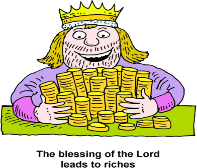 The blessing of the Lord
leads to riches